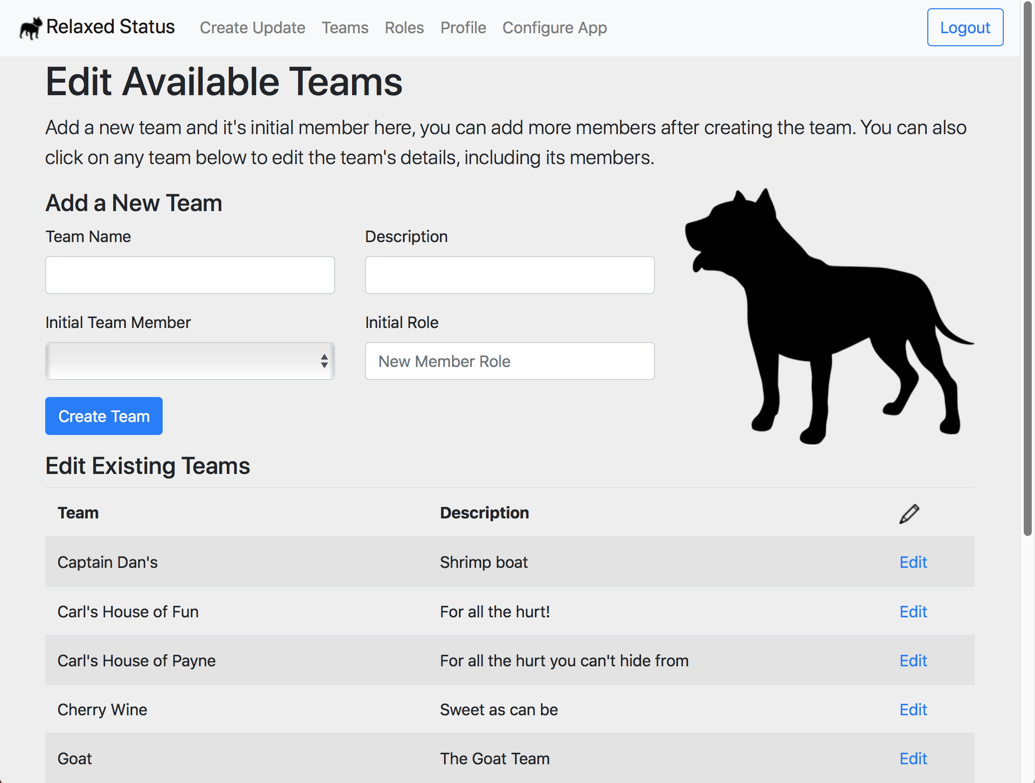 Relaxed Status Create Update Teams Roles Profile Configure App Logout
Edit Available Teams
Add a new team and it's initial member here, you can add more members after creating the team. You can also
click on any team below to edit the team's details, including its members.
Add a New Team
Team Name Description
Initial Team Member Initial Role
New Member Role
Create Team
Edit Existing Teams
Team Description
Captain Dan's Shrimp boat Edit
Carl's House of Fun For all the hurt! Edit
Carl's House of Payne For all the hurt you can't hide from Edit
Cherry Wine Sweet as can be Edit
Goat The Goat Team Edit